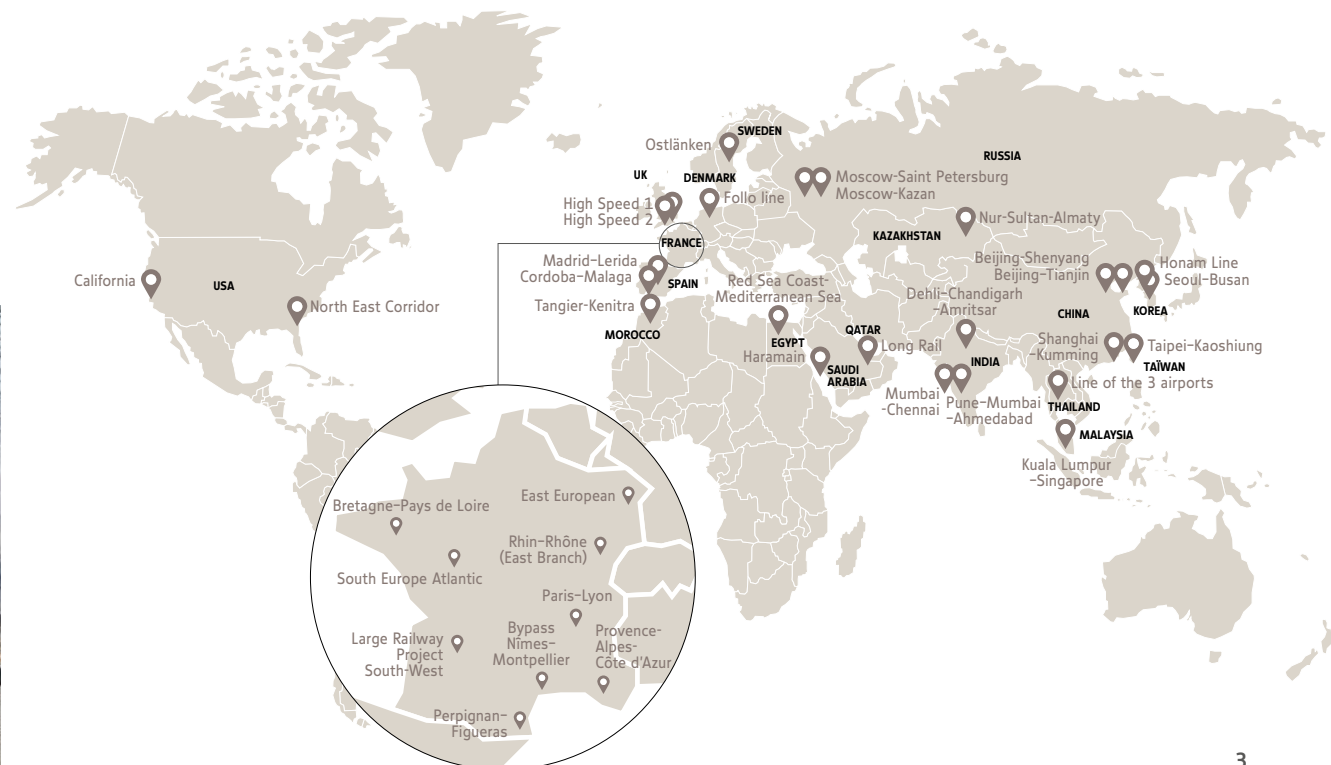 SWEDEN
Ostlänken
RUSSIA
UK
DENMARK
Moscow-Saint Petersburg
Moscow-Kazan
Follo line
High Speed 1
High Speed 2
Nur-Sultan-Almaty
KAZAKHSTAN
FRANCE
Madrid–Lerida
Cordoba-Malaga
SPAIN
Beijing-Shenyang
Beijing-Tianjin
Honam Line
Seoul-Busan
California
USA
North East Corridor
Red Sea Coast-
Mediterranean Sea
Dehli-Chandigarh
-Amritsar
Tangier-Kenitra
MOROCCO
CHINA
KOREA
EGYPT
QATAR
Haramain
Long Rail
SAUDI
ARABIA
INDIA
Shanghai
-Kumming
Taipei-Kaoshiung
TAÏWAN
Line of the 3 airports
Mumbai
-Chennai
Pune-Mumbai
-Ahmedabad
THAILAND
MALAYSIA
Kuala Lumpur
-Singapore
East European
Bretagne-Pays de Loire
Rhin-Rhône
(East Branch)
South Europe Atlantic
Paris-Lyon
Bypass
Nîmes-
Montpellier
Provence-
Alpes-
Côte d'Azur
Large Railway
Project
South-West
Perpignan-
Figueras
3